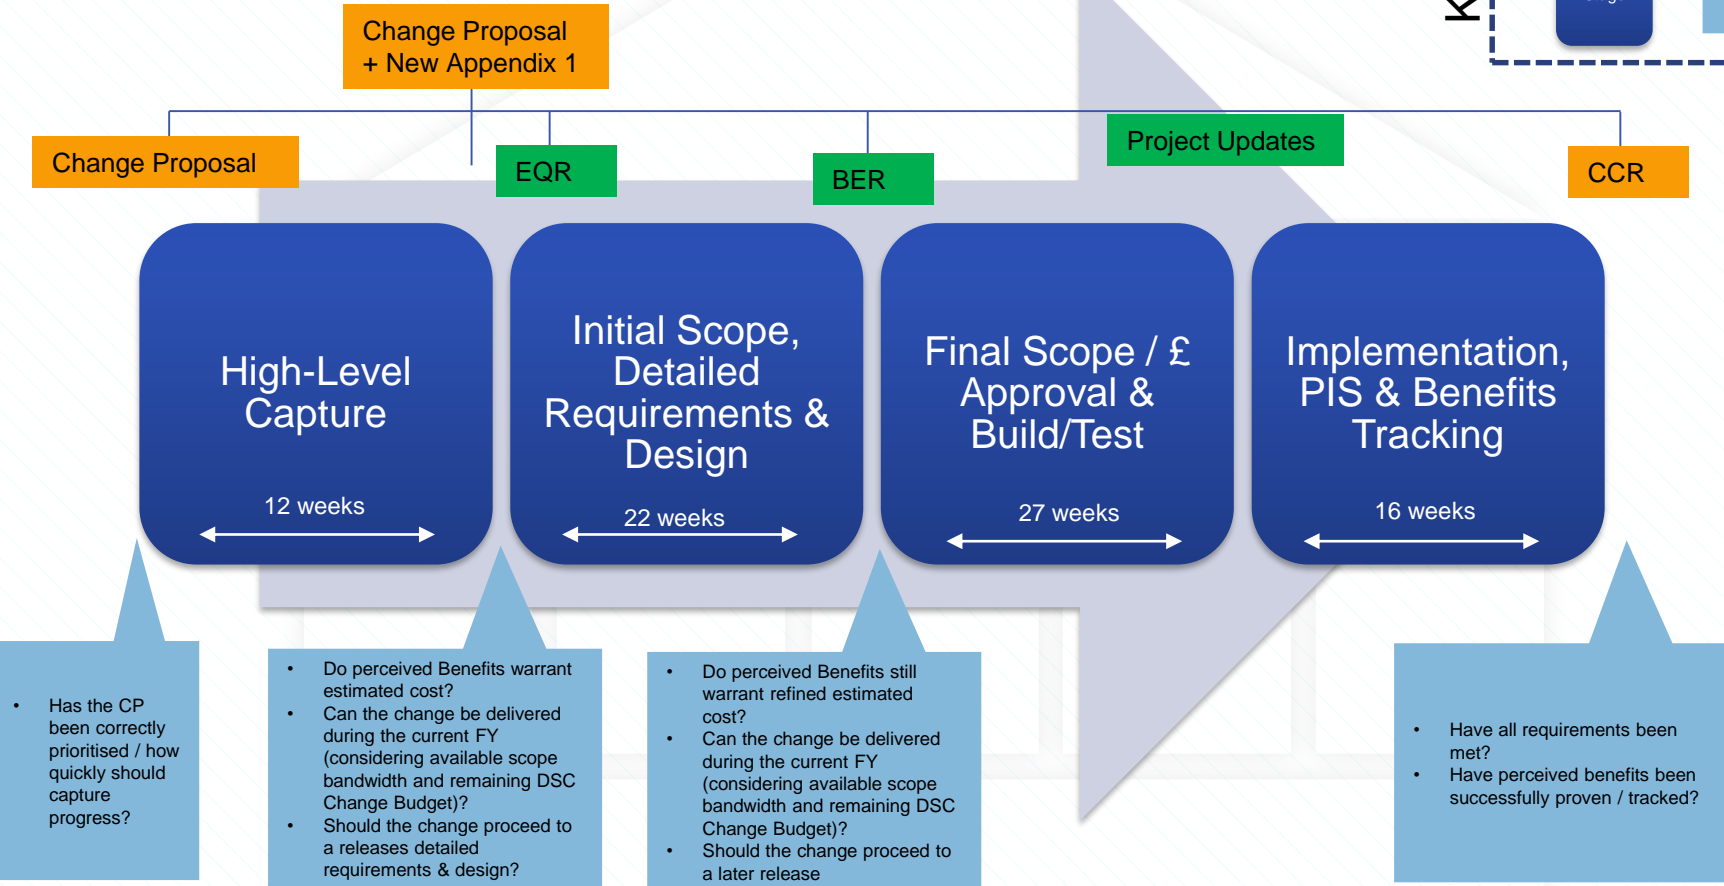 Change Proposal
+ New Appendix 1
Change Proposal
EQR
BER
Project Updates
CCR
High-Level
Capture
12 weeks
Initial Scope,
Detailed
Requirements &
Design
22 weeks
Final Scope / £
Approval &
Build/Test
27 weeks
Implementation,
PIS & Benefits
Tracking
16 weeks
• Has the CP
been correctly
prioritised / how
quickly should
capture
progress?
• Do perceived Benefits warrant
estimated cost?
• Can the change be delivered
during the current FY
(considering available scope
bandwidth and remaining DSC
Change Budget)?
• Should the change proceed to
a releases detailed
requirements & design?
• Do perceived Benefits still
warrant refined estimated
cost?
• Can the change be delivered
during the current FY
(considering available scope
bandwidth and remaining DSC
Change Budget)?
• Should the change proceed to
a later release
• Have all requirements been
met?
• Have perceived benefits been
successfully proven / tracked?